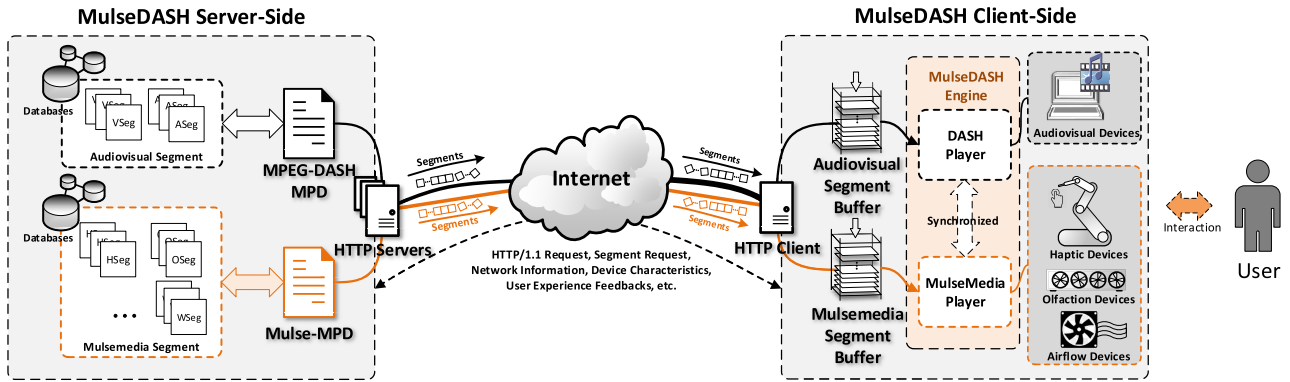 MulseDASH Server-Side
Databases
VSeg
VSeg
ASeg
Audiovisual Segment
MPEG-DASH
MPD
Databases
HSeg
HSeg
OSeg
WSeg
...
Mulsemedia Segment
Mulse-MPD
HTTP Servers
Segments
Segments
Internet
HTTP/1.1 Request, Segment Request,
Network Information, Device Characteristics,
User Experience Feedbacks, etc.
Segments
Segments
HTTP Client
MulseDASH Client-Side
Audiovisual
Segment
Buffer
Mulsemedia
Segment
Buffer
MulseDASH
Engine
DASH
Player
Synchronized
MulseMedia
Player
Audiovisual Devices
Haptic Devices
Olfaction Devices
Airflow Devices
Interaction
User